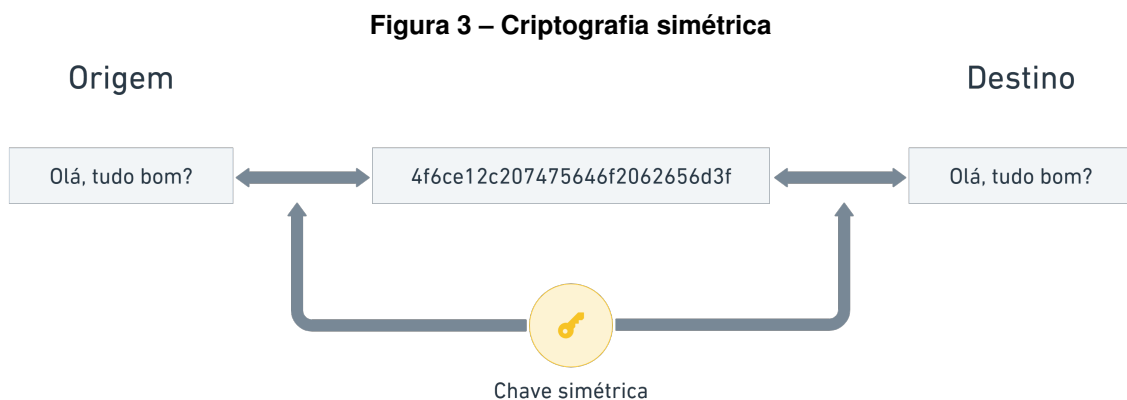 Figura 3 – Criptografia simétrica
Origem
Destino
Olá, tudo bom?
4f6ce12c207475646f2062656d3f
Olá, tudo bom?
Chave simétrica